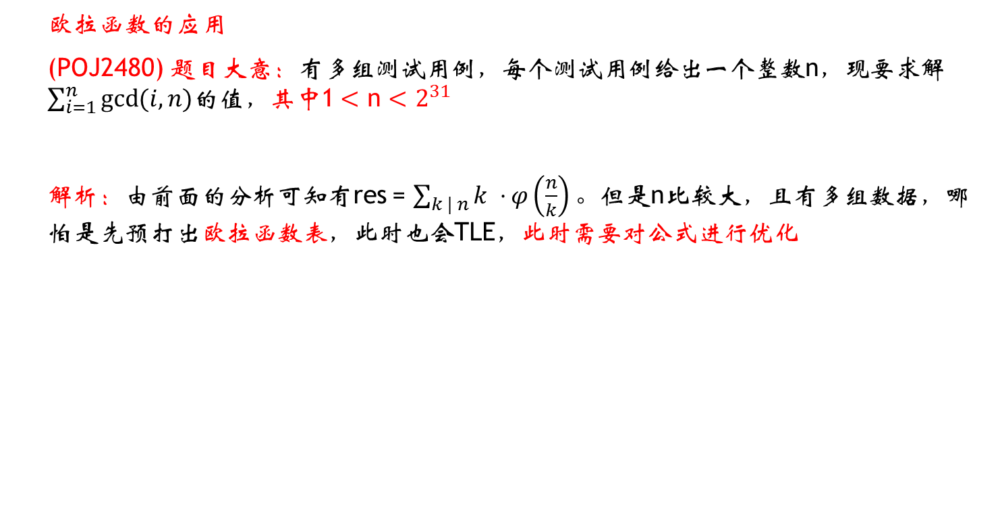 欧拉函数的应用
(POJ2480) 题目大意：有多组测试用例，每个测试用例给出一个整数n，现要求解
$\sum_{i=1}^{n} \gcd(i,n)$的值，其中1 < n < $2^{31}$
解析：由前面的分析可知有res = $\sum_{k \mid n} k \cdot \varphi\left(\frac{n}{k}\right)$。但是n比较大，且有多组数据，哪
怕是先预打出欧拉函数表，此时也会TLE，此时需要对公式进行优化